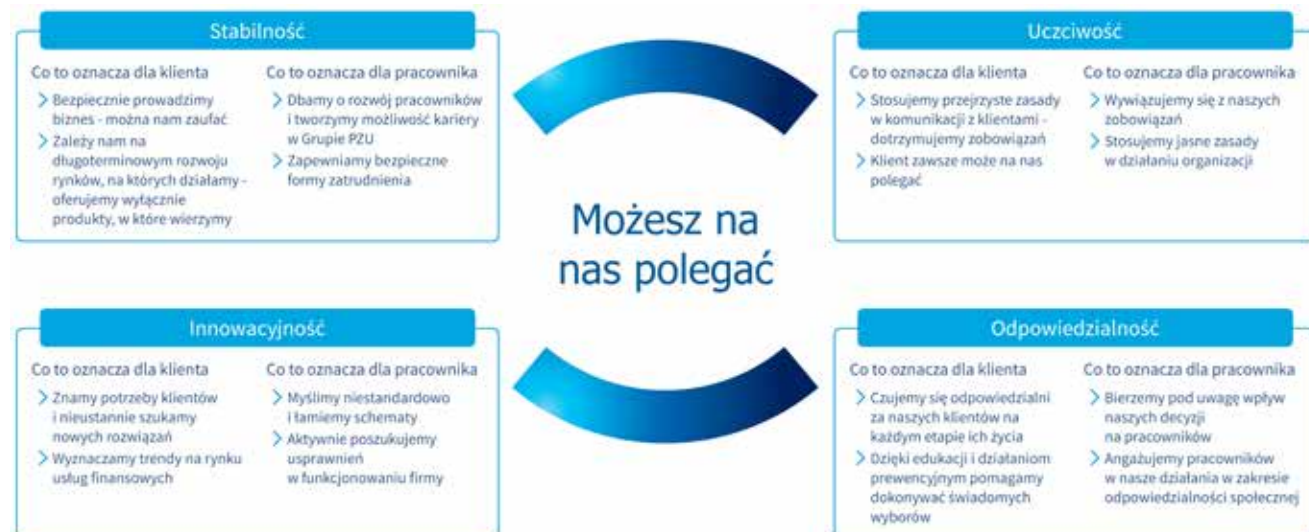 Stabilność
Co to oznacza dla klienta
Bezpiecznie prowadzimy
biznes - można nam zaufać
Zależy nam na
długoterminowym rozwoju
rynków, na których działamy -
oferujemy wyłącznie
produkty, w które wierzymy
Co to oznacza dla pracownika
Dbamy o rozwój pracowników
i tworzymy możliwość kariery
w Grupie PZU
Zapewniamy bezpieczne
formy zatrudnienia
Uczciwość
Co to oznacza dla klienta
Stosujemy przejrzyste zasady
w komunikacji z klientami -
dotrzymujemy zobowiązań
Klient zawsze może na nas
polegać
Co to oznacza dla pracownika
Wywiązujemy się z naszych
zobowiązań
Stosujemy jasne zasady
w działaniu organizacji
Możesz na
nas polegać
Innowacyjność
Co to oznacza dla klienta
Znamy potrzeby klientów
i nieustannie szukamy
nowych rozwiązań
Wyznaczamy trendy na rynku
usług finansowych
Co to oznacza dla pracownika
Myślimy niestandardowo
i łamiemy schematy
Aktywnie poszukujemy
usprawnień
w funkcjonowaniu firmy
Odpowiedzialność
Co to oznacza dla klienta
Czujemy się odpowiedzialni
za naszych klientów na
każdym etapie ich życia
Dzięki edukacji i działaniom
prewencyjnym pomagamy
dokonywać świadomych
wyborów
Co to oznacza dla pracownika
Bierzemy pod uwagę wpływ
naszych decyzji
na pracowników
Angażujemy pracowników
w nasze działania w zakresie
odpowiedzialności społecznej